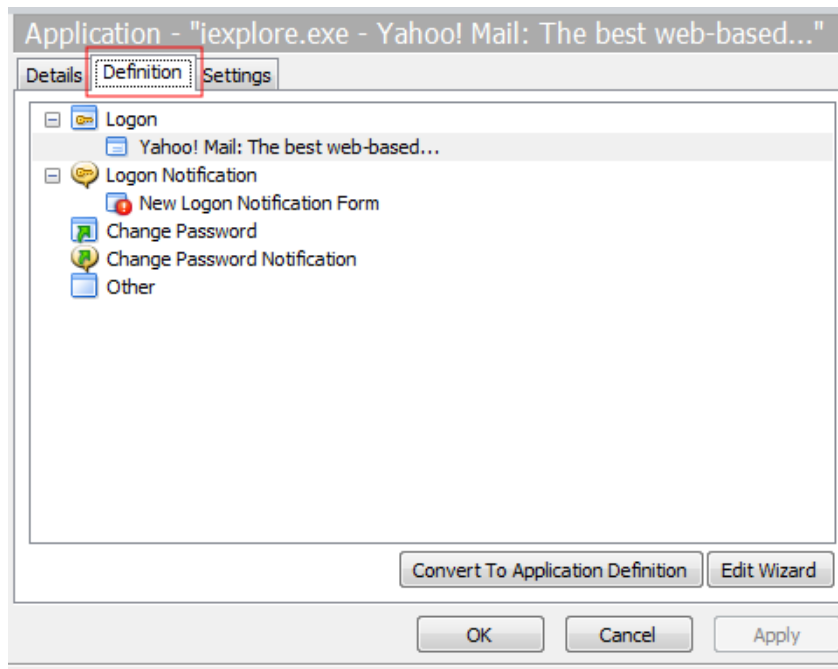 Application - "iexplore.exe - Yahoo! Mail: The best web-based..."
Details Definition Settings
Logon
Yahoo! Mail: The best web-based...
Logon Notification
New Logon Notification Form
Change Password
Change Password Notification
Other
Convert To Application Definition Edit Wizard
OK Cancel Apply